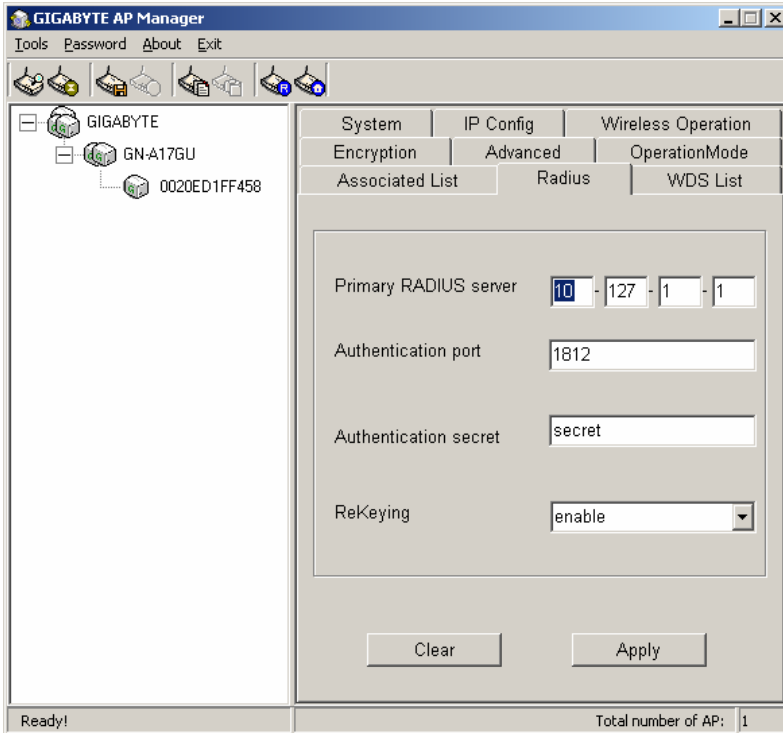 GIGABYTE AP Manager
Tools Password About Exit
R
GIGABYTE
GN-A17GU
0020ED1FF458
System IP Config Wireless Operation
Encryption Advanced OperationMode
Associated List Radius WDS List
Primary RADIUS server 10 - 127 - 1 - 1
Authentication port 1812
Authentication secret secret
ReKeying enable
Clear Apply
Ready! Total number of AP: 1